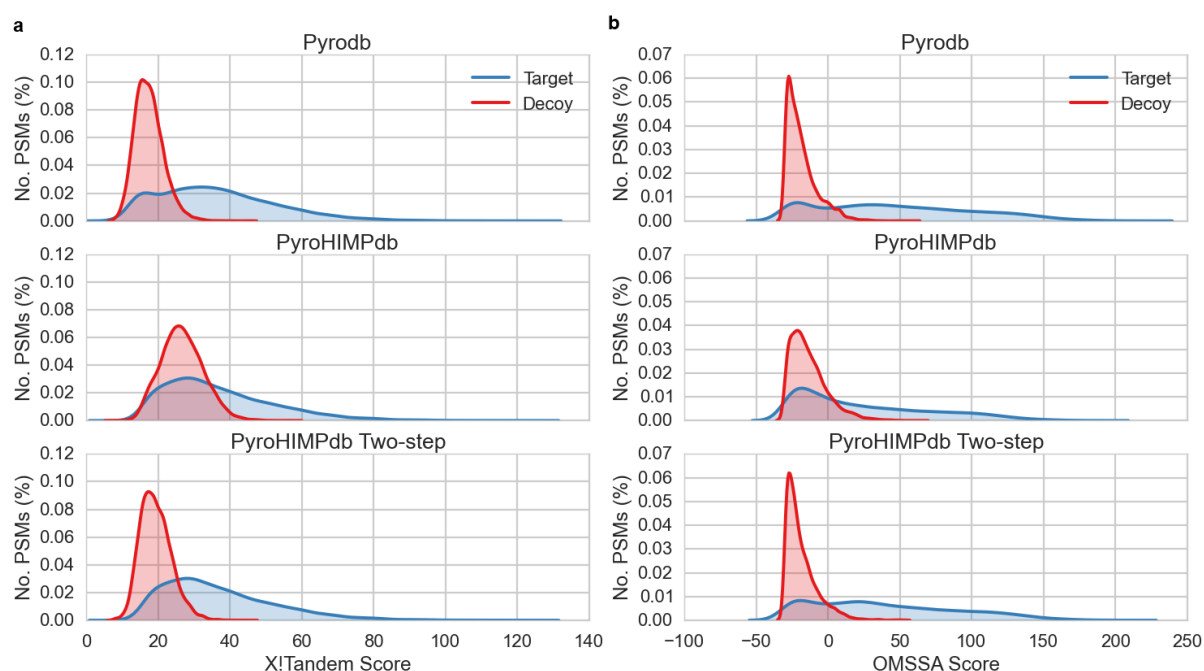 a
Pyrodb
No. PSMs (%)
0.12
0.10
0.08
0.06
0.04
0.02
0.00
Target
Decoy
PyroHIMPdb
No. PSMs (%)
0.12
0.10
0.08
0.06
0.04
0.02
0.00
PyroHIMPdb Two-step
No. PSMs (%)
0.12
0.10
0.08
0.06
0.04
0.02
0.00
0 20 40 60 80 100 120 140
X!Tandem Score
b
Pyrodb
No. PSMs (%)
0.07
0.06
0.05
0.04
0.03
0.02
0.01
0.00
Target
Decoy
PyroHIMPdb
No. PSMs (%)
0.07
0.06
0.05
0.04
0.03
0.02
0.01
0.00
PyroHIMPdb Two-step
No. PSMs (%)
0.07
0.06
0.05
0.04
0.03
0.02
0.01
0.00
−100 −50 0 50 100 150 200 250
OMSSA Score